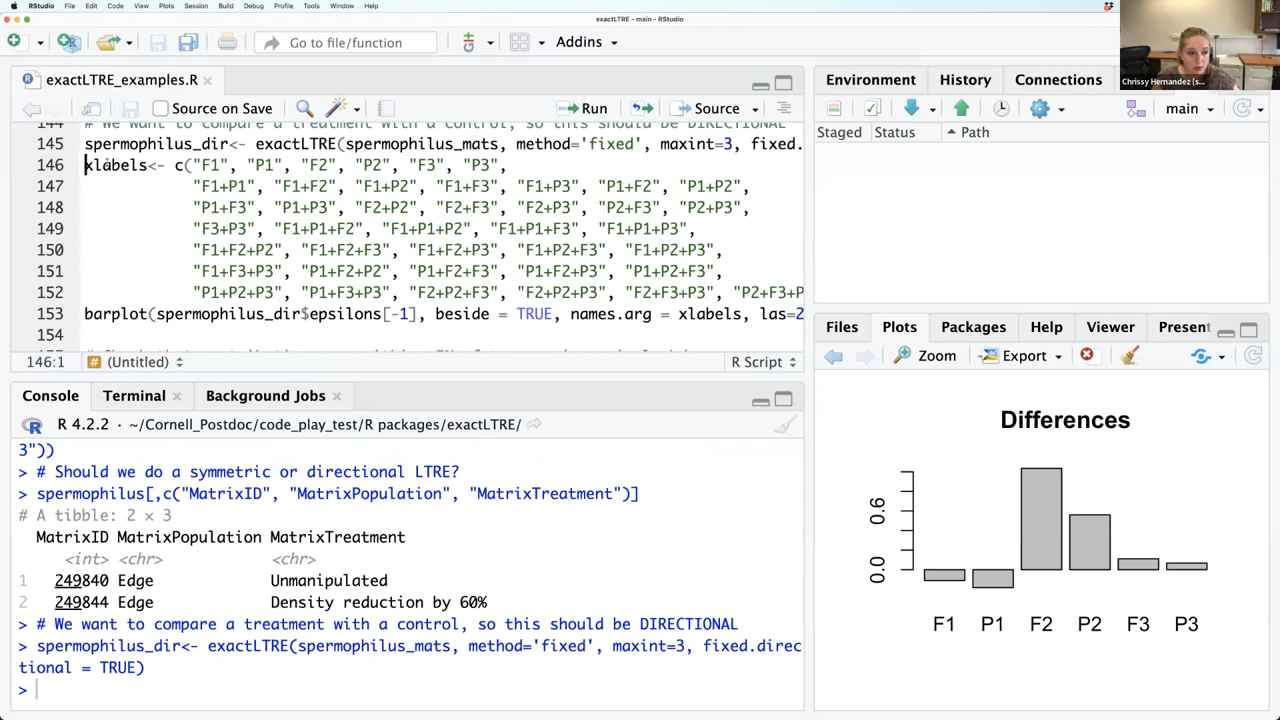 RStudio File Edit Code View Plots Session Build Debug Profile Tools Window Help
exactLTRE - main - RStudio
Go to file/function Addins
Chrissy Hernandez (s...
exactLTRE_examples.R
Source on Save Run Source
145 spermophilus_dir<- exactLTRE(spermophilus_mats, method='fixed', maxint=3, fixed.
146 xlabels<- c("F1", "P1", "F2", "P2", "F3", "P3",
147 "F1+P1", "F1+F2", "F1+P2", "F1+F3", "F1+P3", "P1+F2", "P1+P2",
148 "P1+F3", "P1+P3", "F2+P2", "F2+F3", "F2+P3", "P2+F3", "P2+P3",
149 "F3+P3", "F1+P1+F2", "F1+P1+P2", "F1+P1+F3", "F1+P1+P3",
150 "F1+F2+P2", "F1+F2+F3", "F1+F2+P3", "F1+P2+F3", "F1+P2+P3",
151 "F1+F3+P3", "P1+F2+P2", "P1+F2+F3", "P1+F2+P3", "P1+P2+F3",
152 "P1+P2+P3", "P1+F3+P3", "F2+P2+F3", "F2+P2+P3", "F2+F3+P3", "P2+F3+P
153 barplot(spermophilus_dir$epsilons[-1], beside = TRUE, names.arg = xlabels, las=2
154
146:1 (Untitled) R Script
Console Terminal Background Jobs
R 4.2.2 · ~/Cornell_Postdoc/code_play_test/R packages/exactLTRE/
3"))
> # Should we do a symmetric or directional LTRE?
> spermophilus[,c("MatrixID", "MatrixPopulation", "MatrixTreatment")]
# A tibble: 2 × 3
MatrixID MatrixPopulation MatrixTreatment
<int> <chr> <chr>
1 249840 Edge Unmanipulated
2 249844 Edge Density reduction by 60%
> # We want to compare a treatment with a control, so this should be DIRECTIONAL
> spermophilus_dir<- exactLTRE(spermophilus_mats, method='fixed', maxint=3, fixed.direc
tional = TRUE)
>
Environment History Connections
main
Staged Status Path
Files Plots Packages Help Viewer Present
Zoom Export
Differences
0.6
0.0
F1 P1 F2 P2 F3 P3